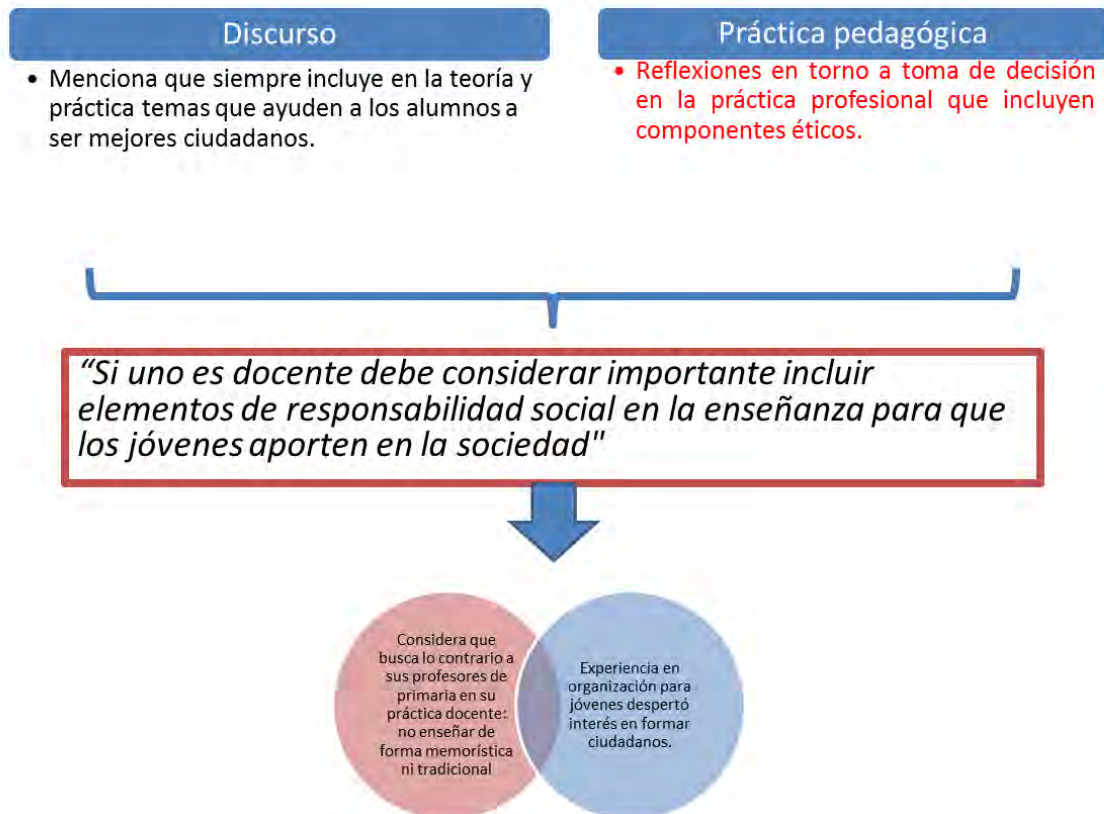 Discurso
• Menciona que siempre incluye en la teoría y
práctica temas que ayuden a los alumnos a
ser mejores ciudadanos.
Práctica pedagógica
• Reflexiones en torno a toma de decisión
en la práctica profesional que incluyen
componentes éticos.
“Si uno es docente debe considerar importante incluir
elementos de responsabilidad social en la enseñanza para que
los jóvenes aporten en la sociedad"
Considera que
busca lo contrario a
sus profesores de
primaria en su
práctica docente:
no enseñar de
forma memorística
ni tradicional
Experiencia en
organización para
jóvenes despertó
interés en formar
ciudadanos.